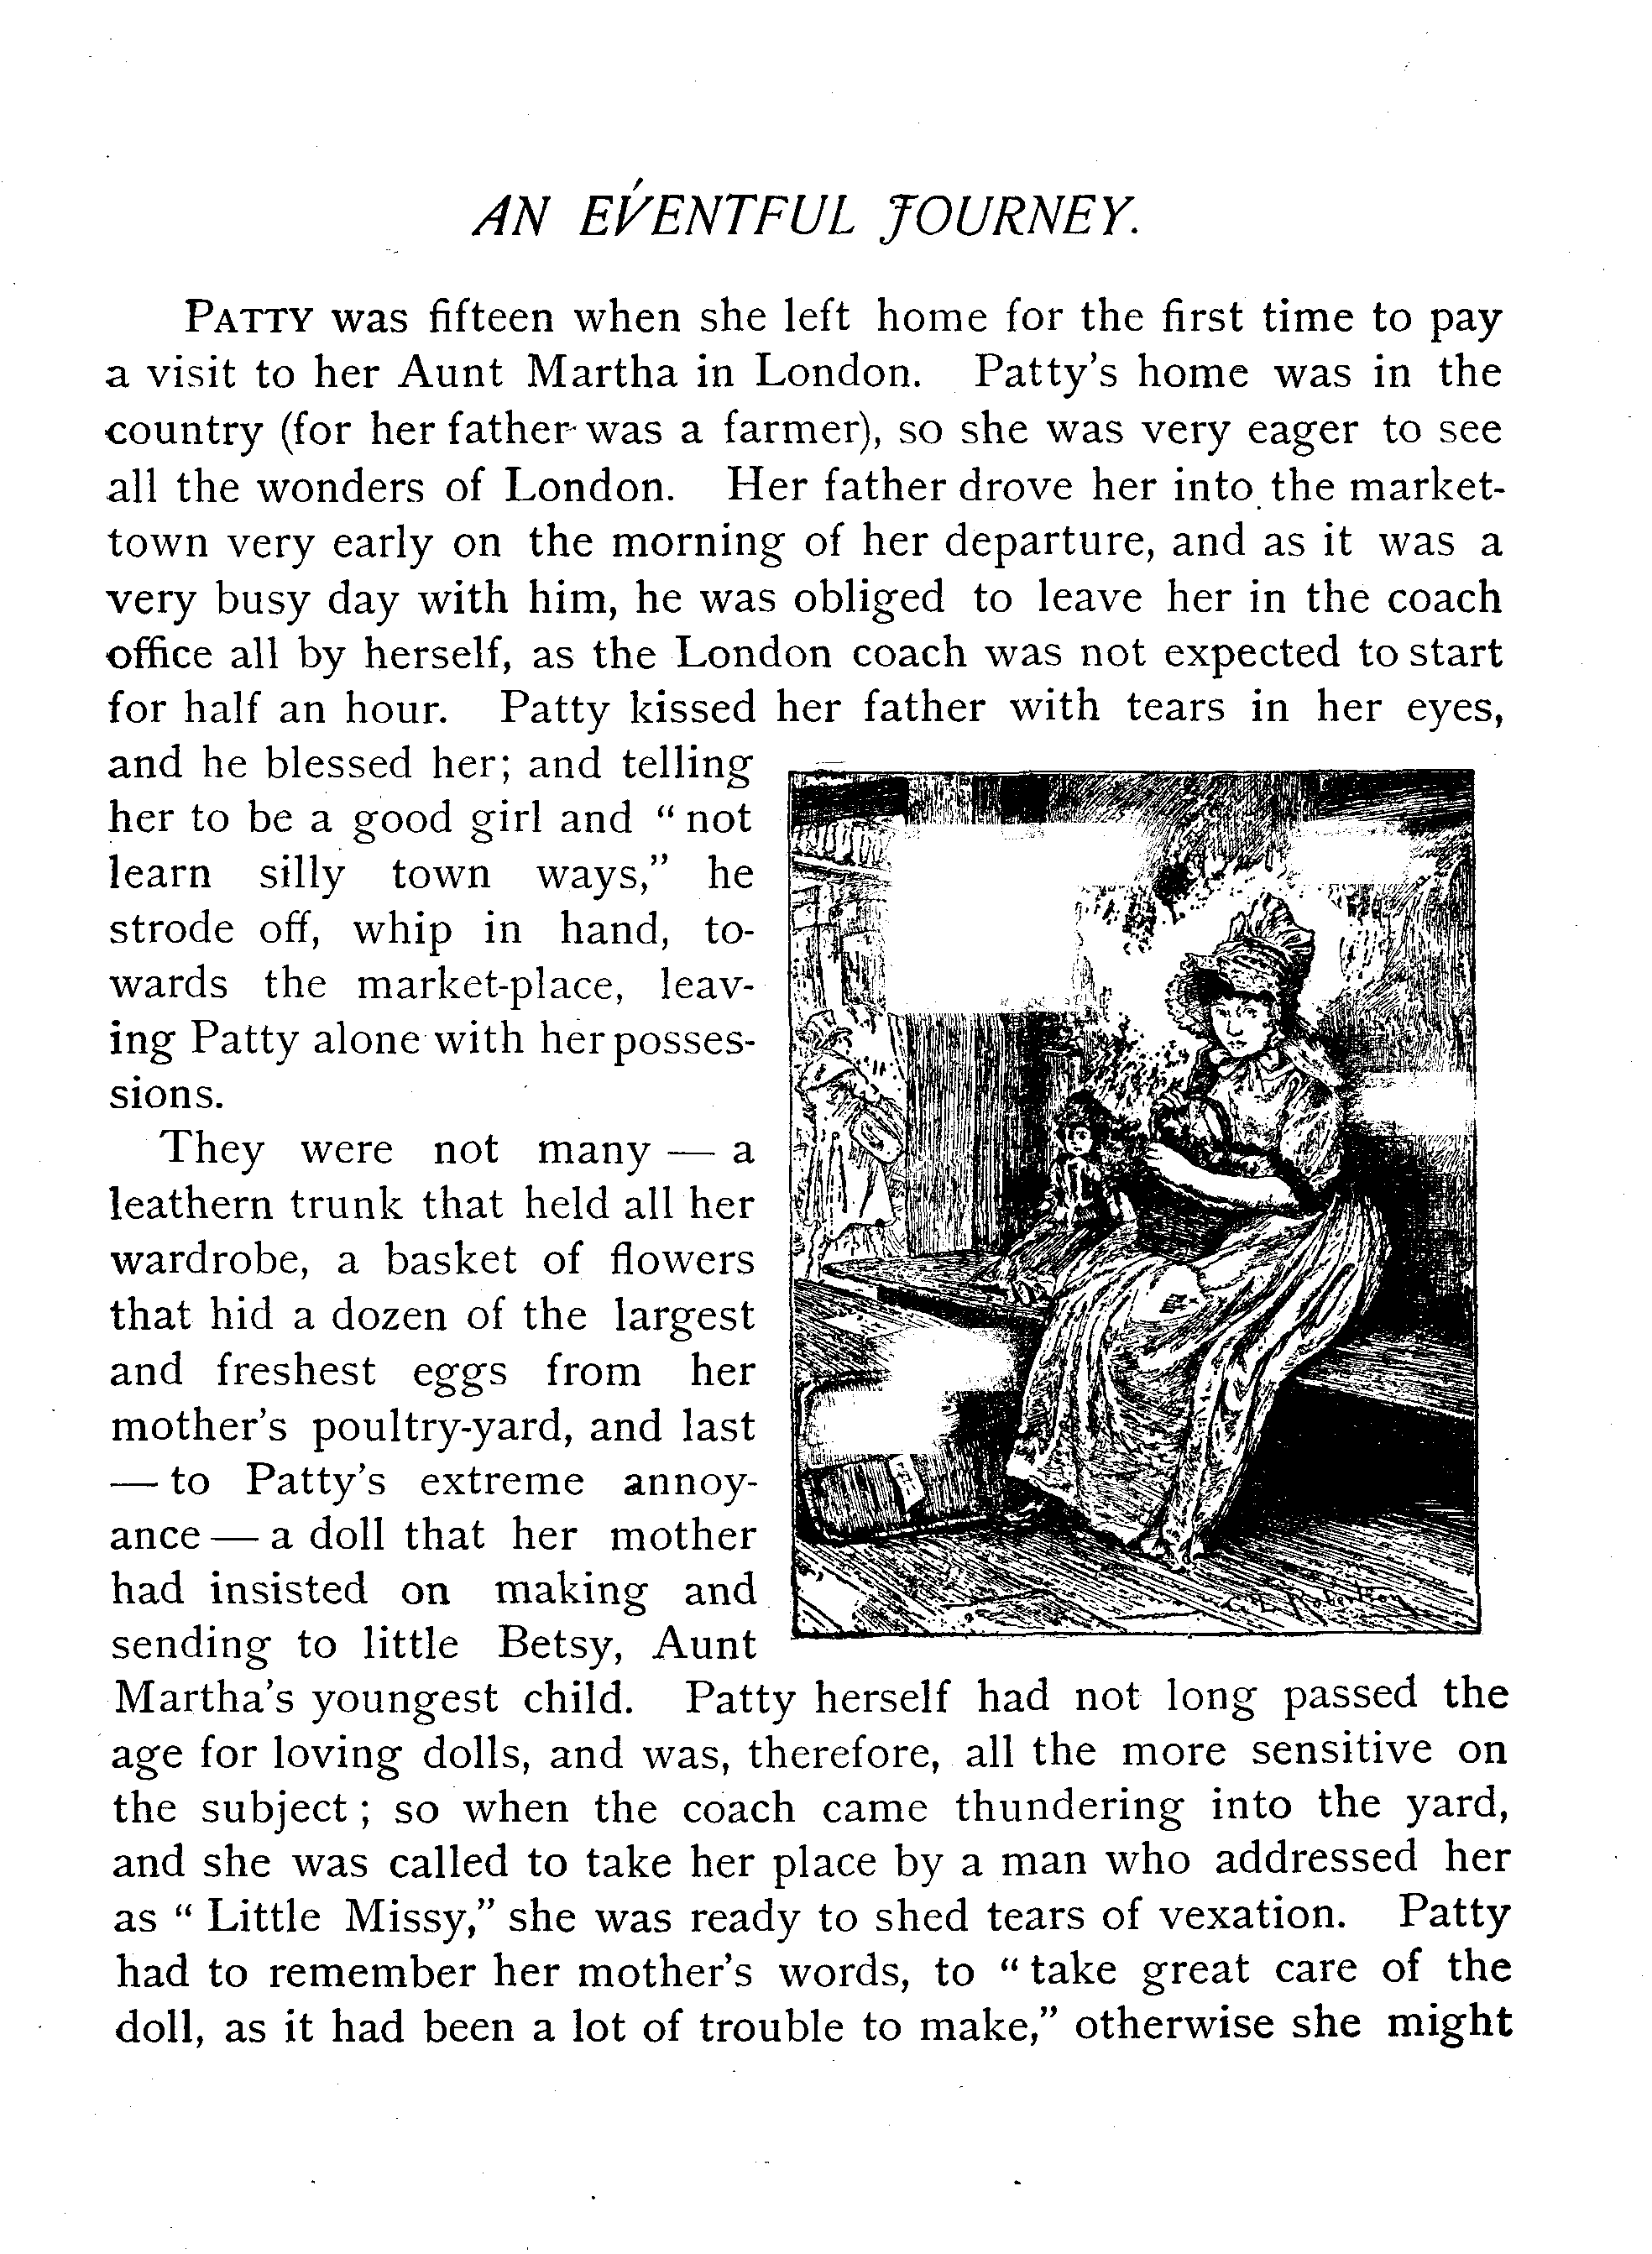 AN EVENTFUL JOURNEY.
PATTY was fifteen when she left home for the first time to pay
a visit to her Aunt Martha in London. Patty's home was in the
country (for her father was a farmer), so she was very eager to see
all the wonders of London. Her father drove her into the market-
town very early on the morning of her departure, and as it was a
very busy day with him, he was obliged to leave her in the coach
office all by herself, as the London coach was not expected to start
for half an hour. Patty kissed her father with tears in her eyes,
and he blessed her; and telling
her to be a good girl and "not
learn silly town ways," he
strode off, whip in hand, to-
wards the market-place, leav-
ing Patty alone with her posses-
sions.
They were not many — a
leathern trunk that held all her
wardrobe, a basket of flowers
that hid a dozen of the largest
and freshest eggs from her
mother's poultry-yard, and last
— to Patty's extreme annoy-
ance — a doll that her mother
had insisted on making and
sending to little Betsy, Aunt
Martha's youngest child. Patty herself had not long passed the
age for loving dolls, and was, therefore, all the more sensitive on
the subject; so when the coach came thundering into the yard,
and she was called to take her place by a man who addressed her
as "Little Missy," she was ready to shed tears of vexation. Patty
had to remember her mother's words, to "take great care of the
doll, as it had been a lot of trouble to make," otherwise she might